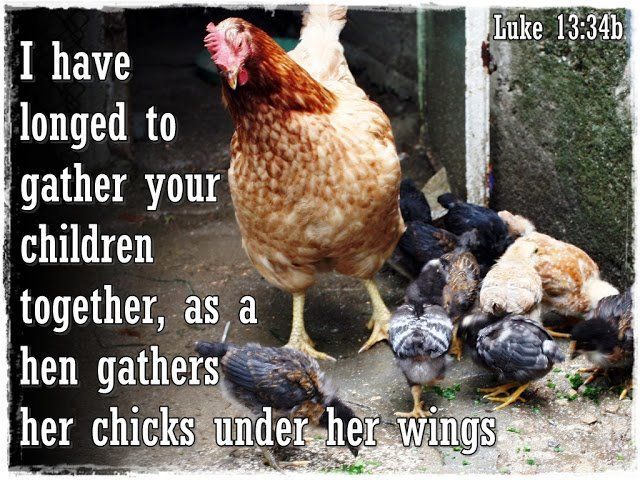 Luke 13:34b
I have
longed to
gather your
children
together, as a
hen gathers
her chicks under her wings